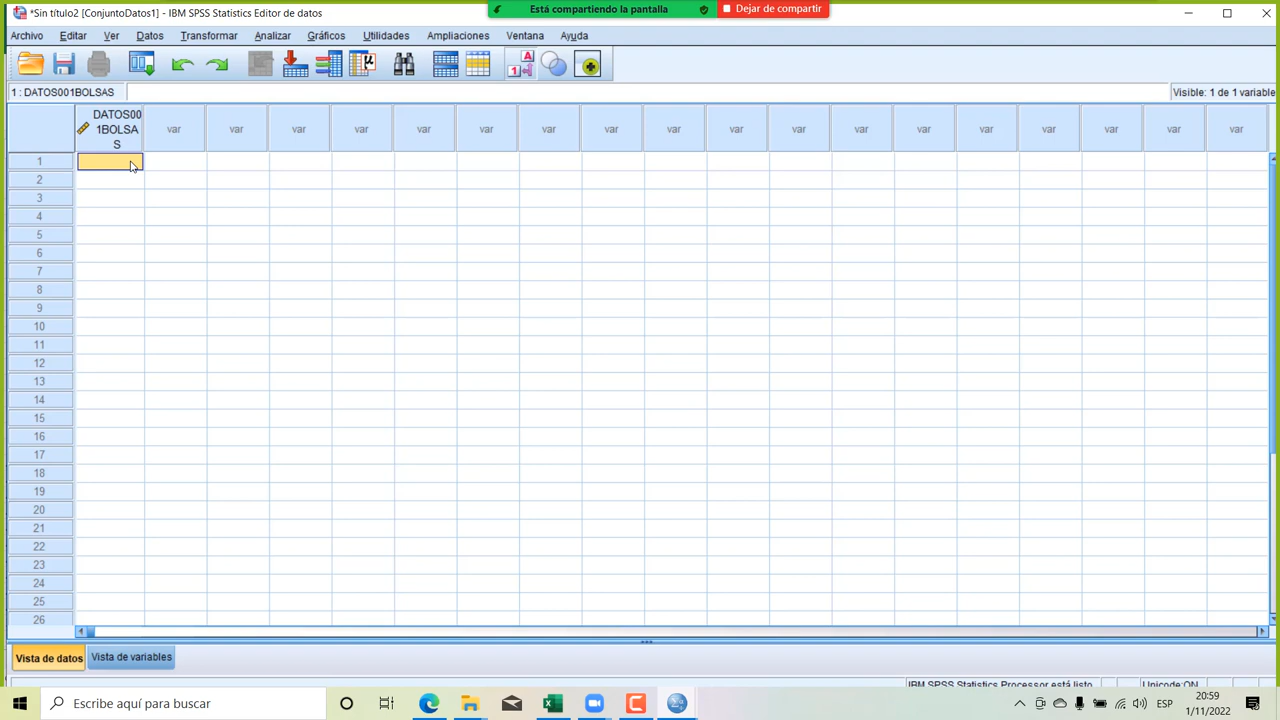 Está compartiendo la pantalla
Dejar de compartir
*Sin título2 [ConjuntoDatos1] - IBM SPSS Statistics Editor de datos
Archivo Editar Ver Datos Transformar Analizar Gráficos Utilidades Ampliaciones Ventana Ayuda
1 : DATOS001BOLSAS
Visible: 1 de 1 variable
DATOS00
1BOLSA
S
var var var var var var var var var var var var var var var var var var
1
2
3
4
5
6
7
8
9
10
11
12
13
14
15
16
17
18
19
20
21
22
23
24
25
26
Vista de datos Vista de variables
IBM SPSS Statistics Processor está listo
Unicode:ON
Escribe aquí para buscar
ESP
20:59
1/11/2022